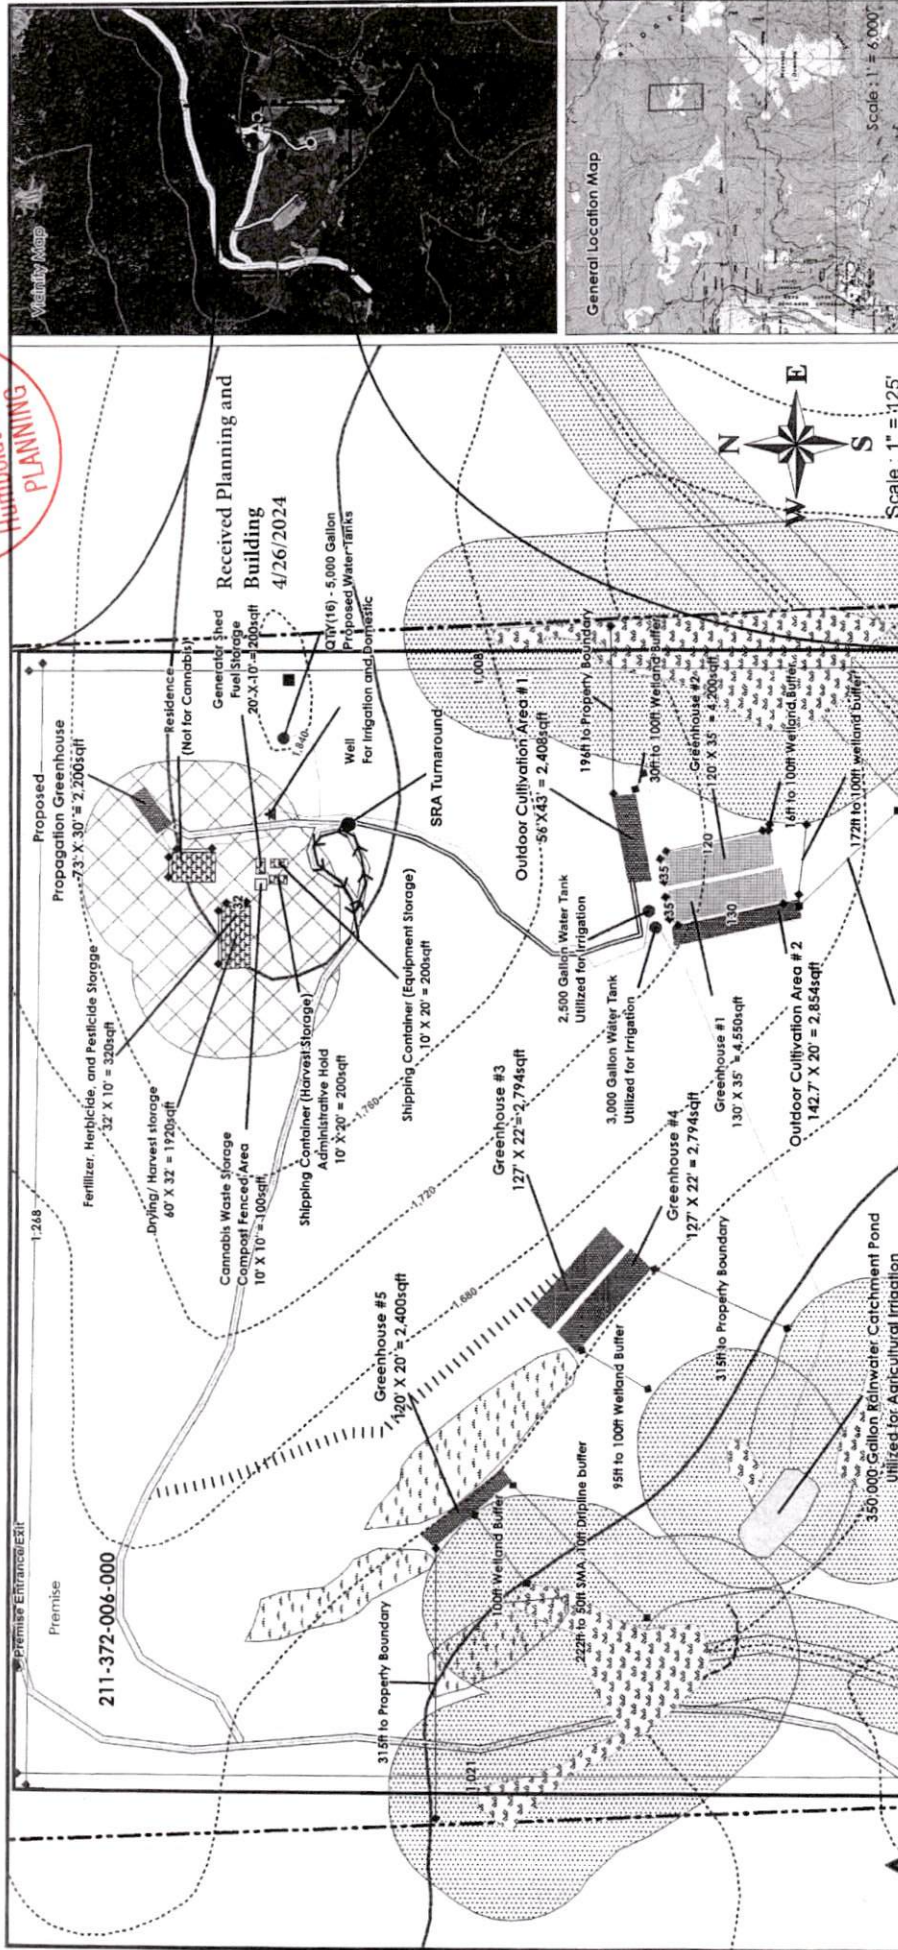 Humboldt
PLANNING
Vicinity Map
General Location Map
Scale : 1' = 6,000'
Received Planning and
Building
4/26/2024
N
E
S
W
Scale : 1" = 125'
Premise Entrance/Exit
Premise
211-372-006-000
1,268
Proposed
Propagation Greenhouse
73' X 30' = 2,200sqft
Residence
(Not for Cannabis)
Generator Shed
Fuel Storage
20' X 10' = 200sqft
QTY(16) - 5,000 Gallon
Proposed Water Tanks
1,840
Well
For Irrigation and Domestic
SRA Turnaround
Fertilizer, Herbicide, and Pesticide Storage
32' X 10' = 320sqft
32
Drying/ Harvest storage
60' X 32' = 1920sqft
Cannabis Waste Storage
Compost Fenced Area
10' X 10' = 100sqft
Shipping Container (Harvest Storage)
Administrative Hold
10' X 20' = 200sqft
Shipping Container (Equipment Storage)
10' X 20' = 200sqft
1,760
1,720
1,680
1,008
Outdoor Cultivation Area #1
56'X43' = 2,408sqft
196ft to Property Boundary
30ft to 100ft Wetland Buffer
Greenhouse #2
120' X 35' = 4,200sqft
16ft to 100ft Wetland Buffer
172ft to 100ft wetland buffer
2,500 Gallon Water Tank
Utilized for Irrigation
3,000 Gallon Water Tank
Utilized for Irrigation
35
35
120
130
Greenhouse #1
130' X 35' = 4,550sqft
Outdoor Cultivation Area # 2
142.7' X 20' = 2,854sqft
Greenhouse #3
127' X 22' = 2,794sqft
Greenhouse #4
127' X 22' = 2,794sqft
Greenhouse #5
120' X 20' = 2,400sqft
315ft to Property Boundary
95ft to 100ft Wetland Buffer
100ft Wetland Buffer
222ft to 50ft SMA, 10ft Dripline buffer
315ft to Property Boundary
1,021
350,000 Gallon Rainwater Catchment Pond
Utilized for Agricultural Irrigation